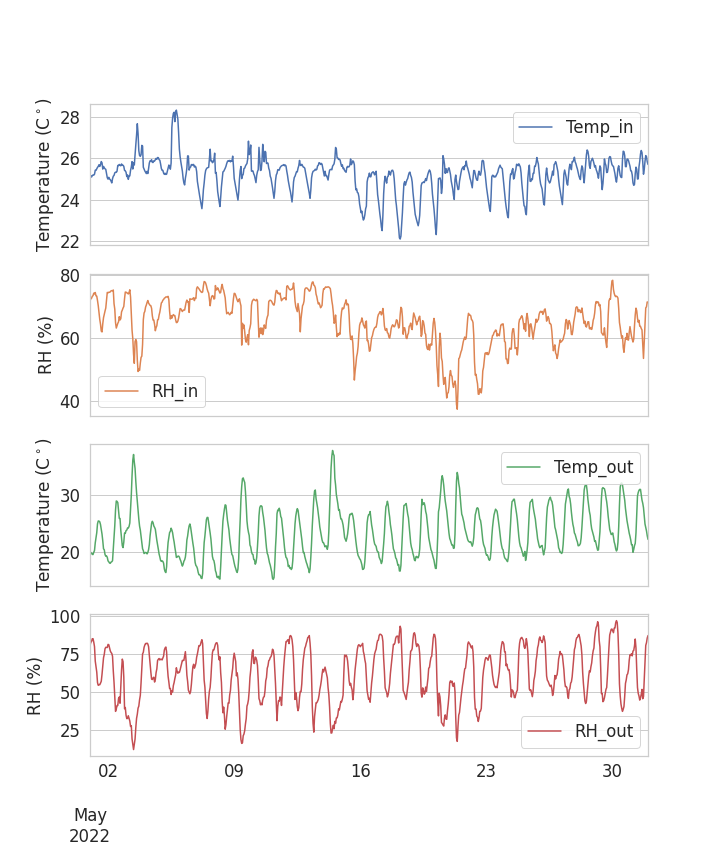 Temperature (C°)
28
26
24
22
Temp_in
RH (%)
80
60
40
RH_in
Temperature (C°)
30
20
Temp_out
RH (%)
100
75
50
25
RH_out
02 09 16 23 30
May
2022